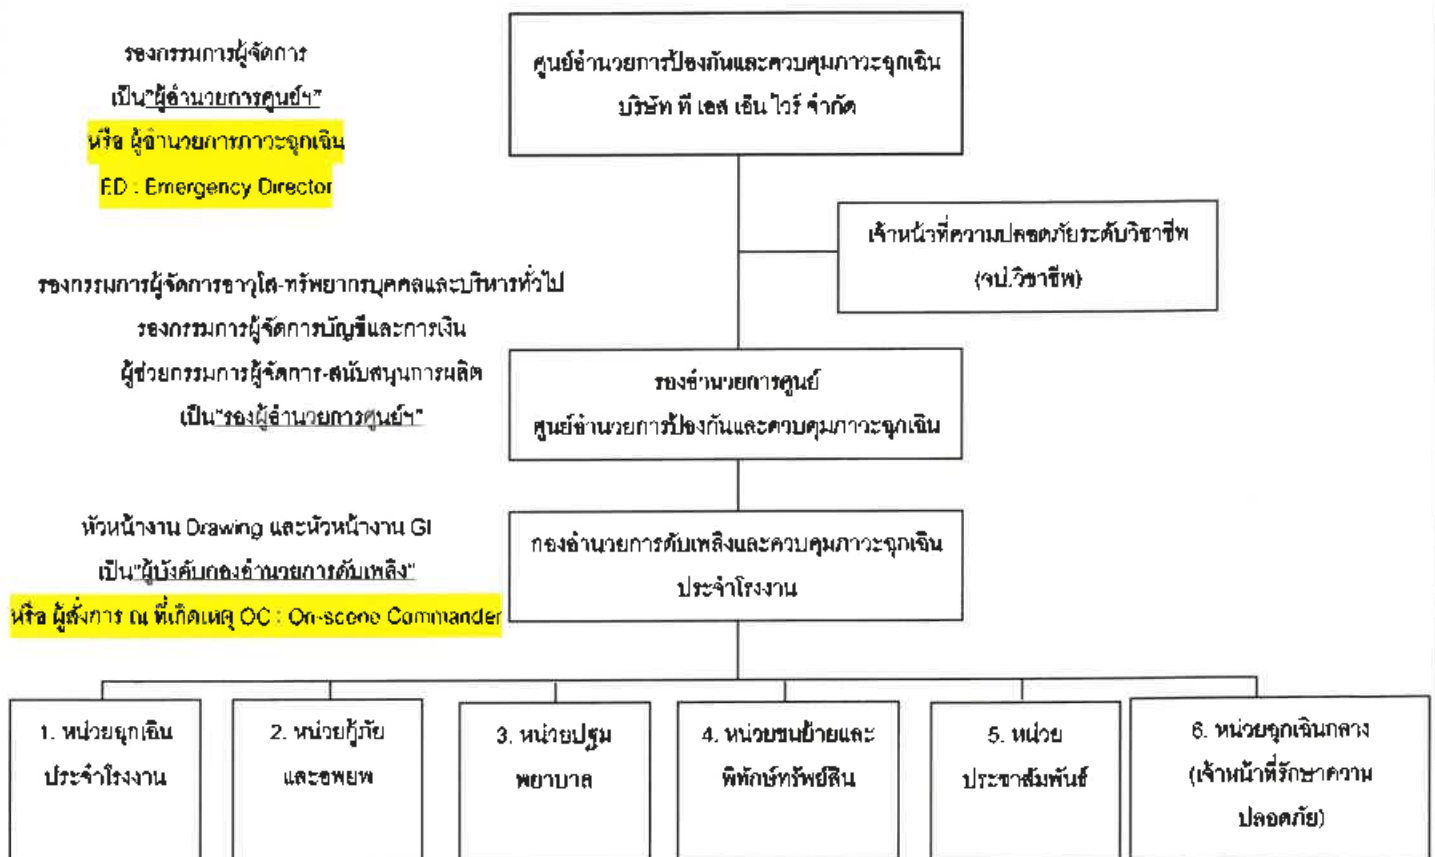 รองกรรมการผู้จัดการ
เป็น"ผู้อำนวยการศูนย์ฯ"
หรือ ผู้อำนวยการภาวะฉุกเฉิน
ED : Emergency Director
ศูนย์อำนวยการป้องกันและควบคุมภาวะฉุกเฉิน
บริษัท ที เอส เอ็น ไวร์ จำกัด
เจ้าหน้าที่ความปลอดภัยระดับวิชาชีพ
(จป.วิชาชีพ)
รองกรรมการผู้จัดการอาวุโส-ทรัพยากรบุคคลและบริหารทั่วไป
รองกรรมการผู้จัดการบัญชีและการเงิน
ผู้ช่วยกรรมการผู้จัดการ-สนับสนุนการผลิต
เป็น"รองผู้อำนวยการศูนย์ฯ"
รองอำนวยการศูนย์
ศูนย์อำนวยการป้องกันและควบคุมภาวะฉุกเฉิน
หัวหน้างาน Drawing และหัวหน้างาน GI
เป็น"ผู้บังคับกองอำนวยการดับเพลิง"
หรือ ผู้สั่งการ ณ ที่เกิดเหตุ OC : On-scene Commander
กองอำนวยการดับเพลิงและควบคุมภาวะฉุกเฉิน
ประจำโรงงาน
1. หน่วยฉุกเฉิน
ประจำโรงงาน
2. หน่วยกู้ภัย
และอพยพ
3. หน่วยปฐม
พยาบาล
4. หน่วยขนย้ายและ
พิทักษ์ทรัพย์สิน
5. หน่วย
ประชาสัมพันธ์
6. หน่วยฉุกเฉินกลาง
(เจ้าหน้าที่รักษาความ
ปลอดภัย)